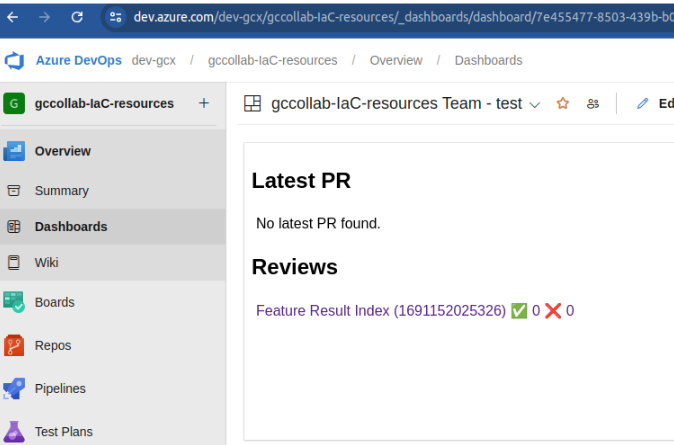 dev.azure.com/dev-gcx/gccollab-IaC-resources/_dashboards/dashboard/7e455477-8503-439b-b0
Azure DevOps dev-gcx / gccollab-IaC-resources / Overview / Dashboards
G gccollab-IaC-resources +
gccollab-IaC-resources Team - test
Ed
Overview
Summary
Dashboards
Wiki
Boards
Repos
Pipelines
Test Plans
Latest PR
No latest PR found.
Reviews
Feature Result Index (1691152025326) ✅ 0 ❌ 0